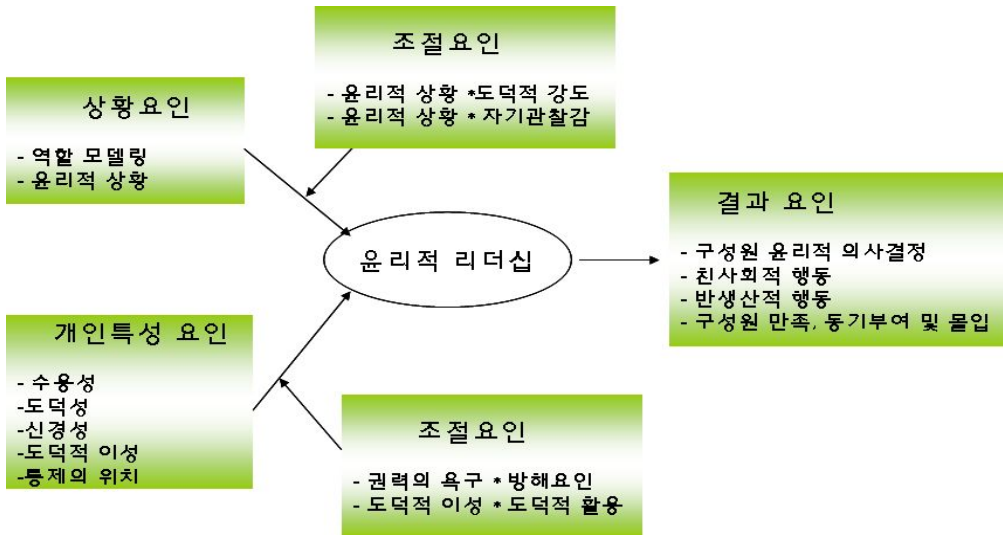 조절요인
- 윤리적 상황 *도덕적 강도
- 윤리적 상황 * 자기관찰감
상황요인
- 역할 모델링
- 윤리적 상황
윤리적 리더십
결과 요인
- 구성원 윤리적 의사결정
- 친사회적 행동
- 반생산적 행동
- 구성원 만족, 동기부여 및 몰입
개인특성 요인
- 수용성
-도덕성
-신경성
-도덕적 이성
-통제의 위치
조절요인
- 권력의 욕구 * 방해요인
- 도덕적 이성 * 도덕적 활용